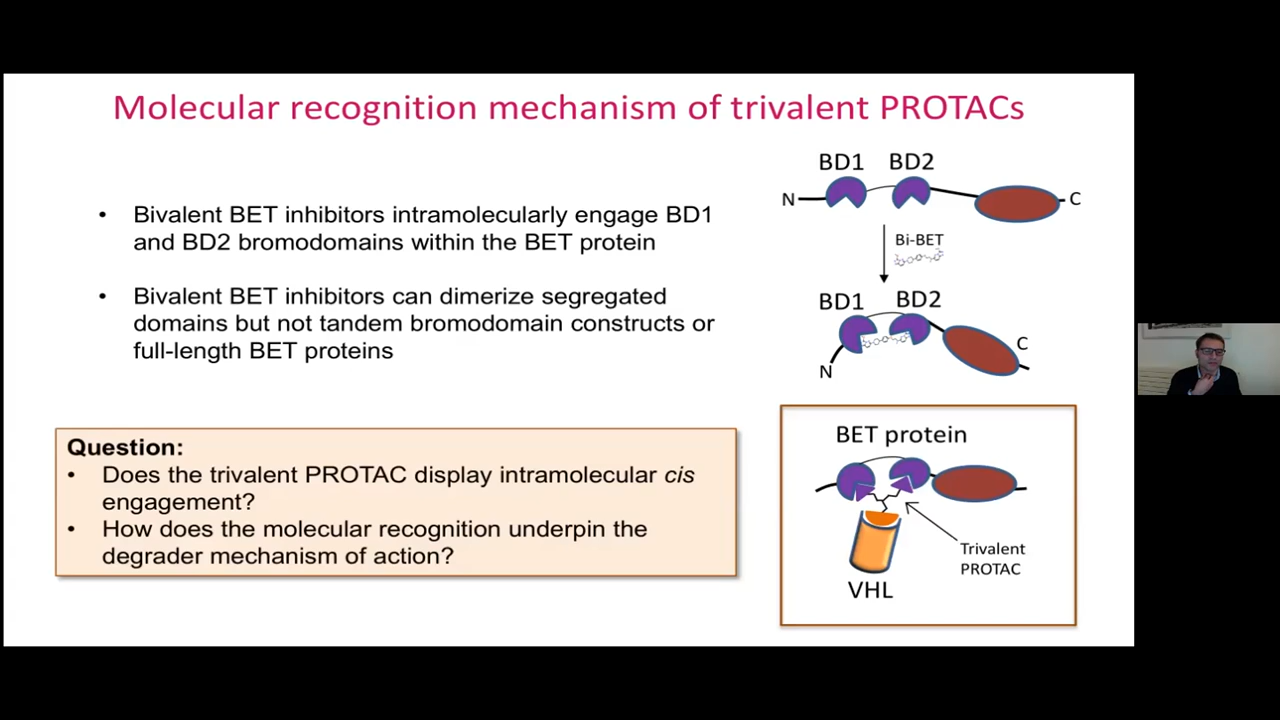 Molecular recognition mechanism of trivalent PROTACs
• Bivalent BET inhibitors intramolecularly engage BD1
and BD2 bromodomains within the BET protein
• Bivalent BET inhibitors can dimerize segregated
domains but not tandem bromodomain constructs or
full-length BET proteins
Question:
• Does the trivalent PROTAC display intramolecular cis
engagement?
• How does the molecular recognition underpin the
degrader mechanism of action?
BD1 BD2
N C
Bi-BET
BD1 BD2
C
N
BET protein
Trivalent
PROTAC
VHL